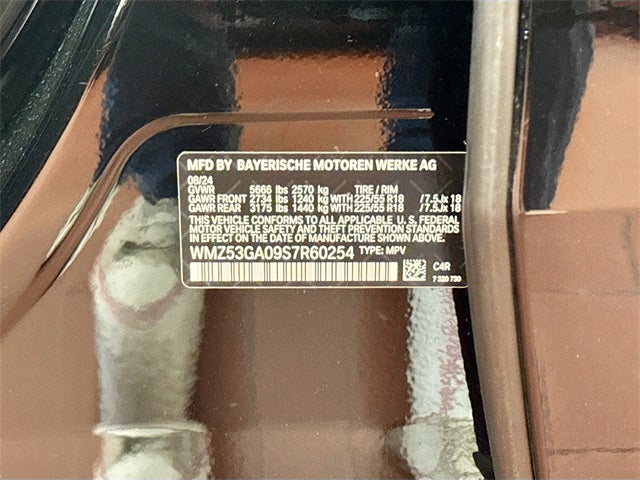 MFD BY BAYERISCHE MOTOREN WERKE AG
08/24
GVWR 5666 lbs 2570 kg TIRE / RIM
GAWR FRONT 2734 lbs 1240 kg WITH 225/55 R18 /7.5Jx 18
GAWR REAR 3175 lbs 1440 kg WITH 225/55 R18 /7.5Jx 18
THIS VEHICLE CONFORMS TO ALL APPLICABLE U. S. FEDERAL
MOTOR VEHICLE SAFETY AND THEFT PREVENTION STANDARDS
IN EFFECT ON THE DATE OF MANUFACTURE SHOWN ABOVE.
WMZ53GA09S7R60254 TYPE: MPV
C4R
7 320 730